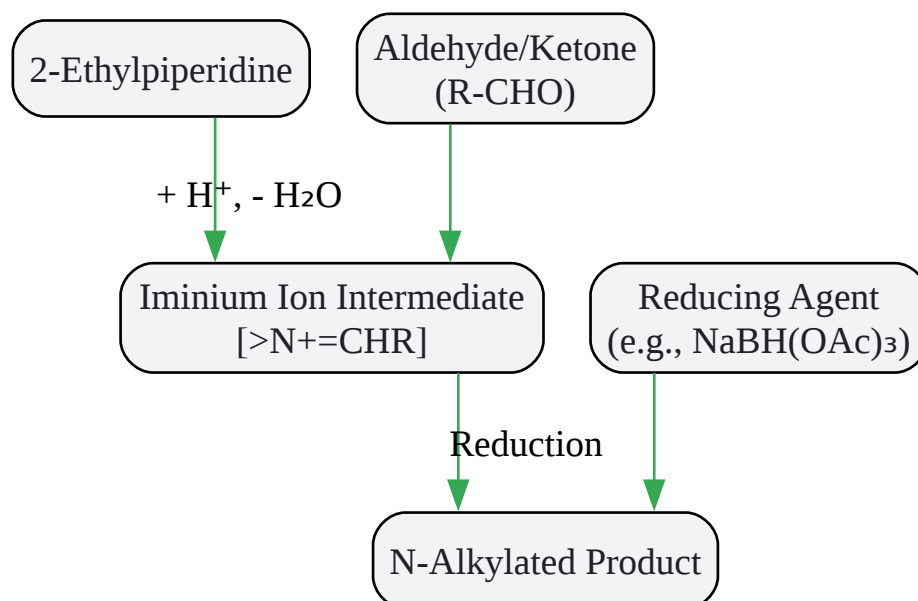 2-Ethylpiperidine
Aldehyde/Ketone
(R-CHO)
+ H⁺, - H₂O
Iminium Ion Intermediate
[>N+=CHR]
Reducing Agent
(e.g., NaBH(OAc)₃)
Reduction
N-Alkylated Product